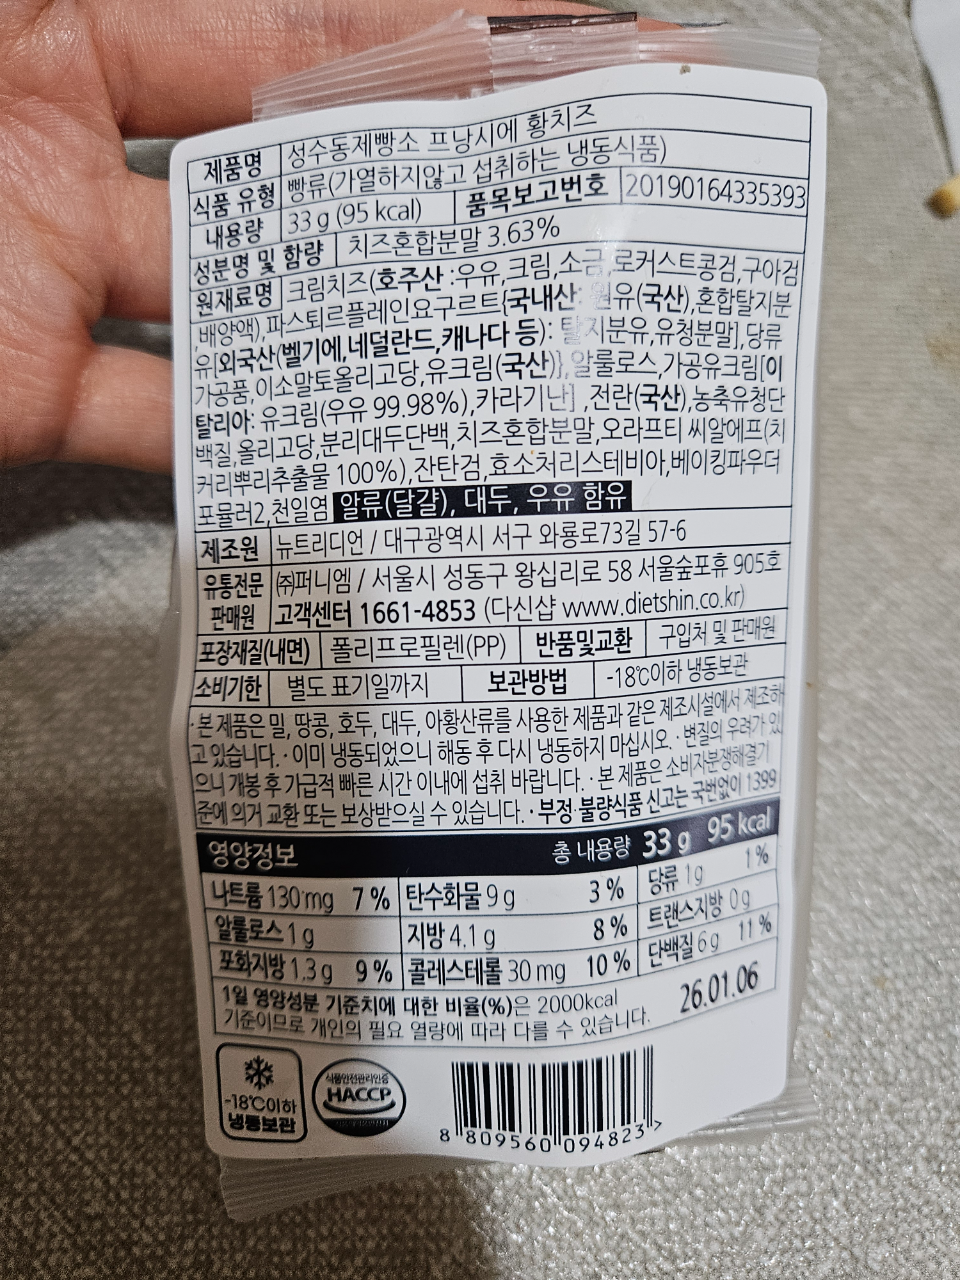 제품명 성수동제빵소 프낭시에 황치즈
식품 유형 빵류(가열하지않고 섭취하는 냉동식품)
내용량 33 g (95 kcal) 품목보고번호 20190164335393
성분명 및 함량 치즈혼합분말 3.63%
원재료명 크림치즈(호주산 :우유,크림,소금,로커스트콩검,구아검
,배양액),파스퇴르플레인요구르트{국내산: 원유(국산),혼합탈지분
유[외국산(벨기에,네덜란드,캐나다 등): 탈지분유,유청분말],당류
가공품,이소말토올리고당,유크림(국산)},알룰로스,가공유크림[이
탈리아: 유크림(우유 99.98%),카라기난] ,전란(국산),농축유청단
백질,올리고당,분리대두단백,치즈혼합분말,오라프티 씨알에프(치
커리뿌리추출물 100%),잔탄검,효소처리스테비아,베이킹파우더
포뮬러2,천일염 알류(달걀), 대두, 우유 함유
제조원 뉴트리디언 / 대구광역시 서구 와룡로73길 57-6
유통전문판매원 ㈜퍼니엠 / 서울시 성동구 왕십리로 58 서울숲포휴 905호
고객센터 1661-4853 (다신샵 www.dietshin.co.kr)
포장재질(내면) 폴리프로필렌(PP) 반품및교환 구입처 및 판매원
소비기한 별도 표기일까지 보관방법 -18℃이하 냉동보관
·본 제품은 밀, 땅콩, 호두, 대두, 아황산류를 사용한 제품과 같은 제조시설에서 제조하
고 있습니다. · 이미 냉동되었으니 해동 후 다시 냉동하지 마십시오. · 변질의 우려가 있
으니 개봉 후 가급적 빠른 시간 이내에 섭취 바랍니다. · 본 제품은 소비자분쟁해결기
준에 의거 교환 또는 보상받으실 수 있습니다. · 부정·불량식품 신고는 국번없이 1399
영양정보 총 내용량 33 g 95 kcal
나트륨 130 mg 7 % 탄수화물 9 g 3 % 당류 1 g 1 %
알룰로스 1 g 지방 4.1 g 8 % 트랜스지방 0 g
포화지방 1.3 g 9 % 콜레스테롤 30 mg 10 % 단백질 6 g 11 %
1일 영양성분 기준치에 대한 비율(%)은 2000kcal
기준이므로 개인의 필요 열량에 따라 다를 수 있습니다.
26.01.06
-18℃이하
냉동보관
식품안전관리인증
HACCP
8 809560 094823 >